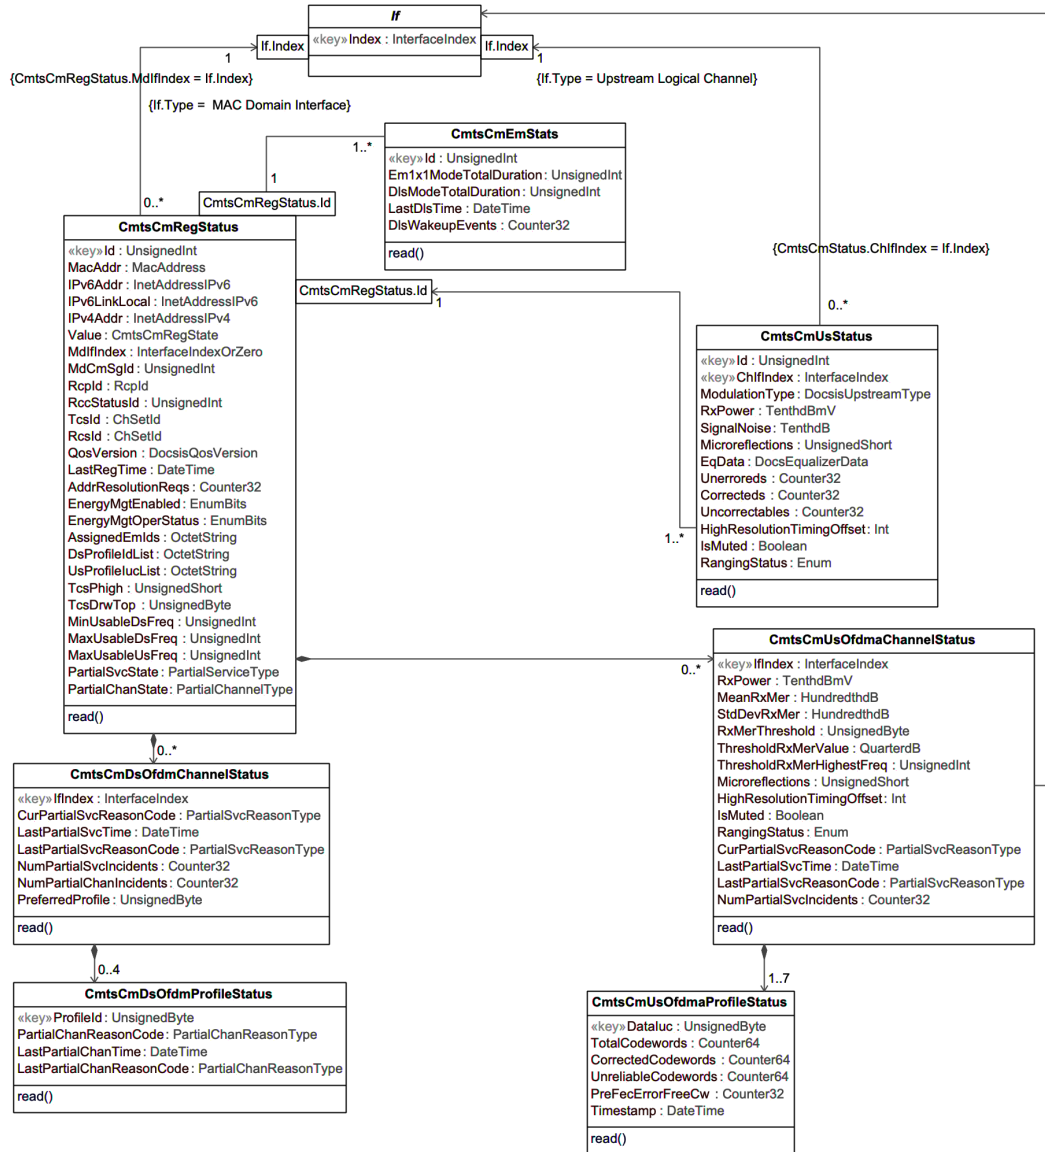 If
«key»Index : InterfaceIndex
If.Index
If.Index
1
1
{CmtsCmRegStatus.MdIfIndex = If.Index}
{If.Type = Upstream Logical Channel}
{If.Type =  MAC Domain Interface}
CmtsCmEmStats
«key»Id : UnsignedInt
Em1x1ModeTotalDuration : UnsignedInt
DlsModeTotalDuration : UnsignedInt
LastDlsTime : DateTime
DlsWakeupEvents : Counter32
read()
1..*
1
CmtsCmRegStatus.Id
0..*
CmtsCmRegStatus
«key»Id : UnsignedInt
MacAddr : MacAddress
IPv6Addr : InetAddressIPv6
IPv6LinkLocal : InetAddressIPv6
IPv4Addr : InetAddressIPv4
Value : CmtsCmRegState
MdIfIndex : InterfaceIndexOrZero
MdCmSgId : UnsignedInt
RcpId : RcpId
RccStatusId : UnsignedInt
TcsId : ChSetId
RcsId : ChSetId
QosVersion : DocsisQosVersion
LastRegTime : DateTime
AddrResolutionReqs : Counter32
EnergyMgtEnabled : EnumBits
EnergyMgtOperStatus : EnumBits
AssignedEmIds : OctetString
DsProfileIdList : OctetString
UsProfileIucList : OctetString
TcsPhigh : UnsignedShort
TcsDrwTop : UnsignedByte
MinUsableDsFreq : UnsignedInt
MaxUsableDsFreq : UnsignedInt
MaxUsableUsFreq : UnsignedInt
PartialSvcState : PartialServiceType
PartialChanState : PartialChannelType
read()
CmtsCmRegStatus.Id
1
{CmtsCmStatus.ChIfIndex = If.Index}
0..*
CmtsCmUsStatus
«key»Id : UnsignedInt
«key»ChIfIndex : InterfaceIndex
ModulationType : DocsisUpstreamType
RxPower : TenthdBmV
SignalNoise : TenthdB
Microreflections : UnsignedShort
EqData : DocsEqualizerData
Unerroreds : Counter32
Correcteds : Counter32
Uncorrectables : Counter32
HighResolutionTimingOffset : Int
IsMuted : Boolean
RangingStatus : Enum
read()
1..*
0..*
CmtsCmUsOfdmaChannelStatus
«key»IfIndex : InterfaceIndex
RxPower : TenthdBmV
MeanRxMer : HundredthdB
StdDevRxMer : HundredthdB
RxMerThreshold : UnsignedByte
ThresholdRxMerValue : QuarterdB
ThresholdRxMerHighestFreq : UnsignedInt
Microreflections : UnsignedShort
HighResolutionTimingOffset : Int
IsMuted : Boolean
RangingStatus : Enum
CurPartialSvcReasonCode : PartialSvcReasonType
LastPartialSvcTime : DateTime
LastPartialSvcReasonCode : PartialSvcReasonType
NumPartialSvcIncidents : Counter32
read()
0..*
CmtsCmDsOfdmChannelStatus
«key»IfIndex : InterfaceIndex
CurPartialSvcReasonCode : PartialSvcReasonType
LastPartialSvcTime : DateTime
LastPartialSvcReasonCode : PartialSvcReasonType
NumPartialSvcIncidents : Counter32
NumPartialChanIncidents : Counter32
PreferredProfile : UnsignedByte
read()
0..4
CmtsCmDsOfdmProfileStatus
«key»ProfileId : UnsignedByte
PartialChanReasonCode : PartialChanReasonType
LastPartialChanTime : DateTime
LastPartialChanReasonCode : PartialChanReasonType
read()
1..7
CmtsCmUsOfdmaProfileStatus
«key»DataIuc : UnsignedByte
TotalCodewords : Counter64
CorrectedCodewords : Counter64
UnreliableCodewords : Counter64
PreFecErrorFreeCw : Counter32
Timestamp : DateTime
read()